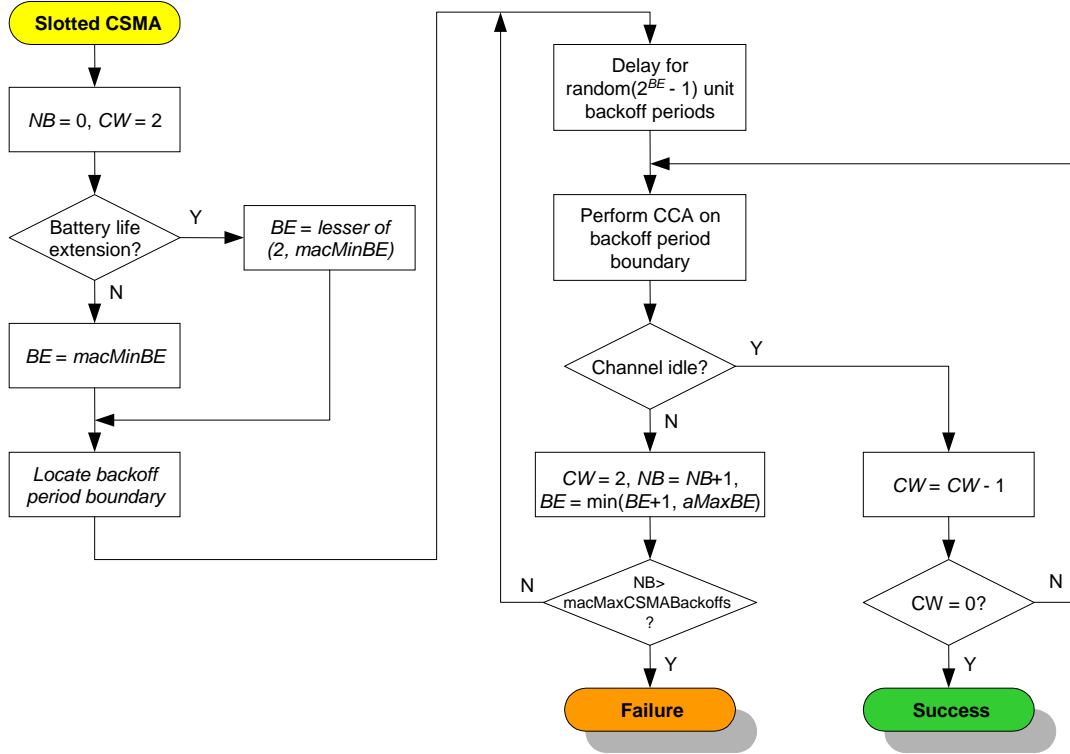 Slotted CSMA
NB = 0, CW = 2
Battery life
extension?
Y
BE = lesser of
(2, macMinBE)
N
BE = macMinBE
Locate backoff
period boundary
Delay for
random(2^BE - 1) unit
backoff periods
Perform CCA on
backoff period
boundary
Channel idle?
Y
N
CW = 2, NB = NB+1,
BE = min(BE+1, aMaxBE)
CW = CW - 1
NB>
macMaxCSMABackoffs
?
N
Y
CW = 0?
N
Y
Failure
Success